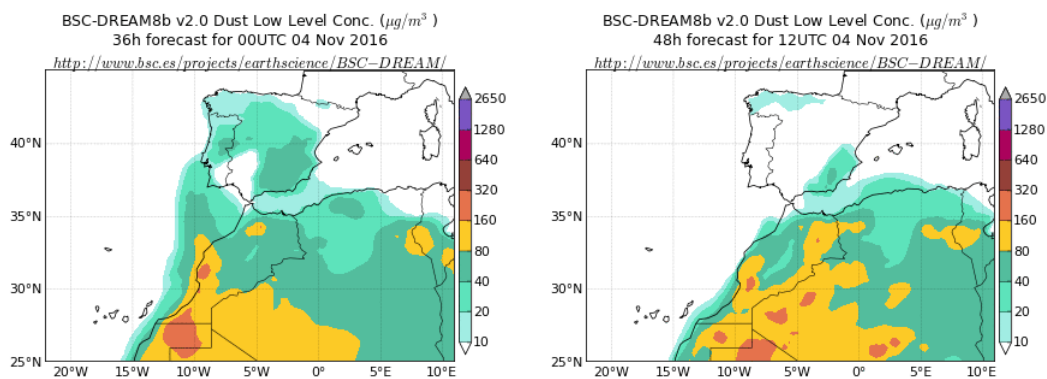 BSC-DREAM8b v2.0 Dust Low Level Conc. (μg/m³ )
36h forecast for 00UTC 04 Nov 2016
http://www.bsc.es/projects/earthscience/BSC−DREAM/
40°N
35°N
30°N
25°N
20°W
15°W
10°W
5°W
0°E
5°E
10°E
2650
1280
640
320
160
80
40
20
10
BSC-DREAM8b v2.0 Dust Low Level Conc. (μg/m³ )
48h forecast for 12UTC 04 Nov 2016
http://www.bsc.es/projects/earthscience/BSC−DREAM/
40°N
35°N
30°N
25°N
20°W
15°W
10°W
5°W
0°E
5°E
10°E
2650
1280
640
320
160
80
40
20
10